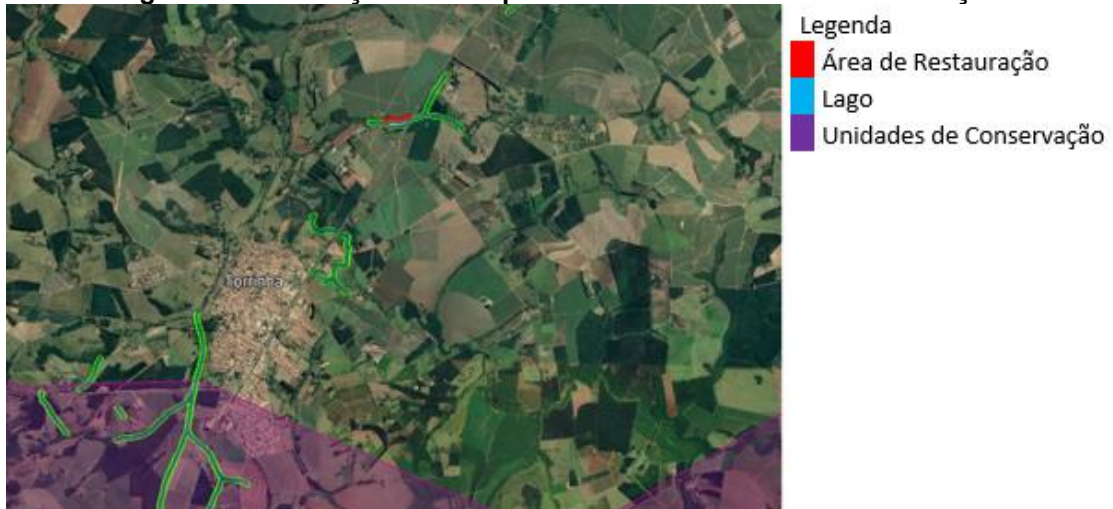 Legenda
Área de Restauração
Lago
Unidades de Conservação
Torrinha